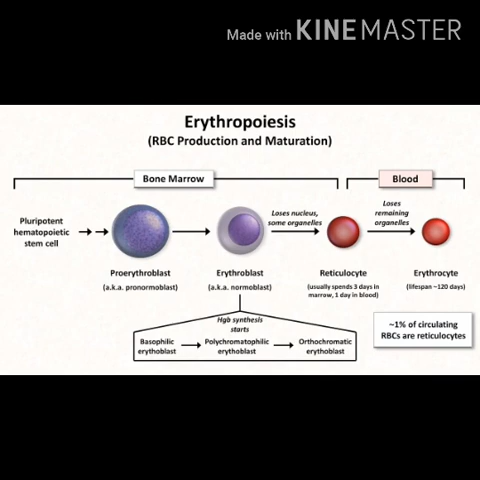 Made with KINEMASTER
Erythropoiesis
(RBC Production and Maturation)
Bone Marrow
Blood
Pluripotent
hematopoietic
stem cell
Loses nucleus,
some organelles
Loses
remaining
organelles
Proerythroblast
(a.k.a. pronormoblast)
Erythroblast
(a.k.a. normoblast)
Reticulocyte
(usually spends 3 days in
marrow, 1 day in blood)
Erythrocyte
(lifespan ~120 days)
Hgb synthesis
starts
Basophilic
erythoblast
Polychromatophilic
erythoblast
Orthochromatic
erythoblast
~1% of circulating
RBCs are reticulocytes